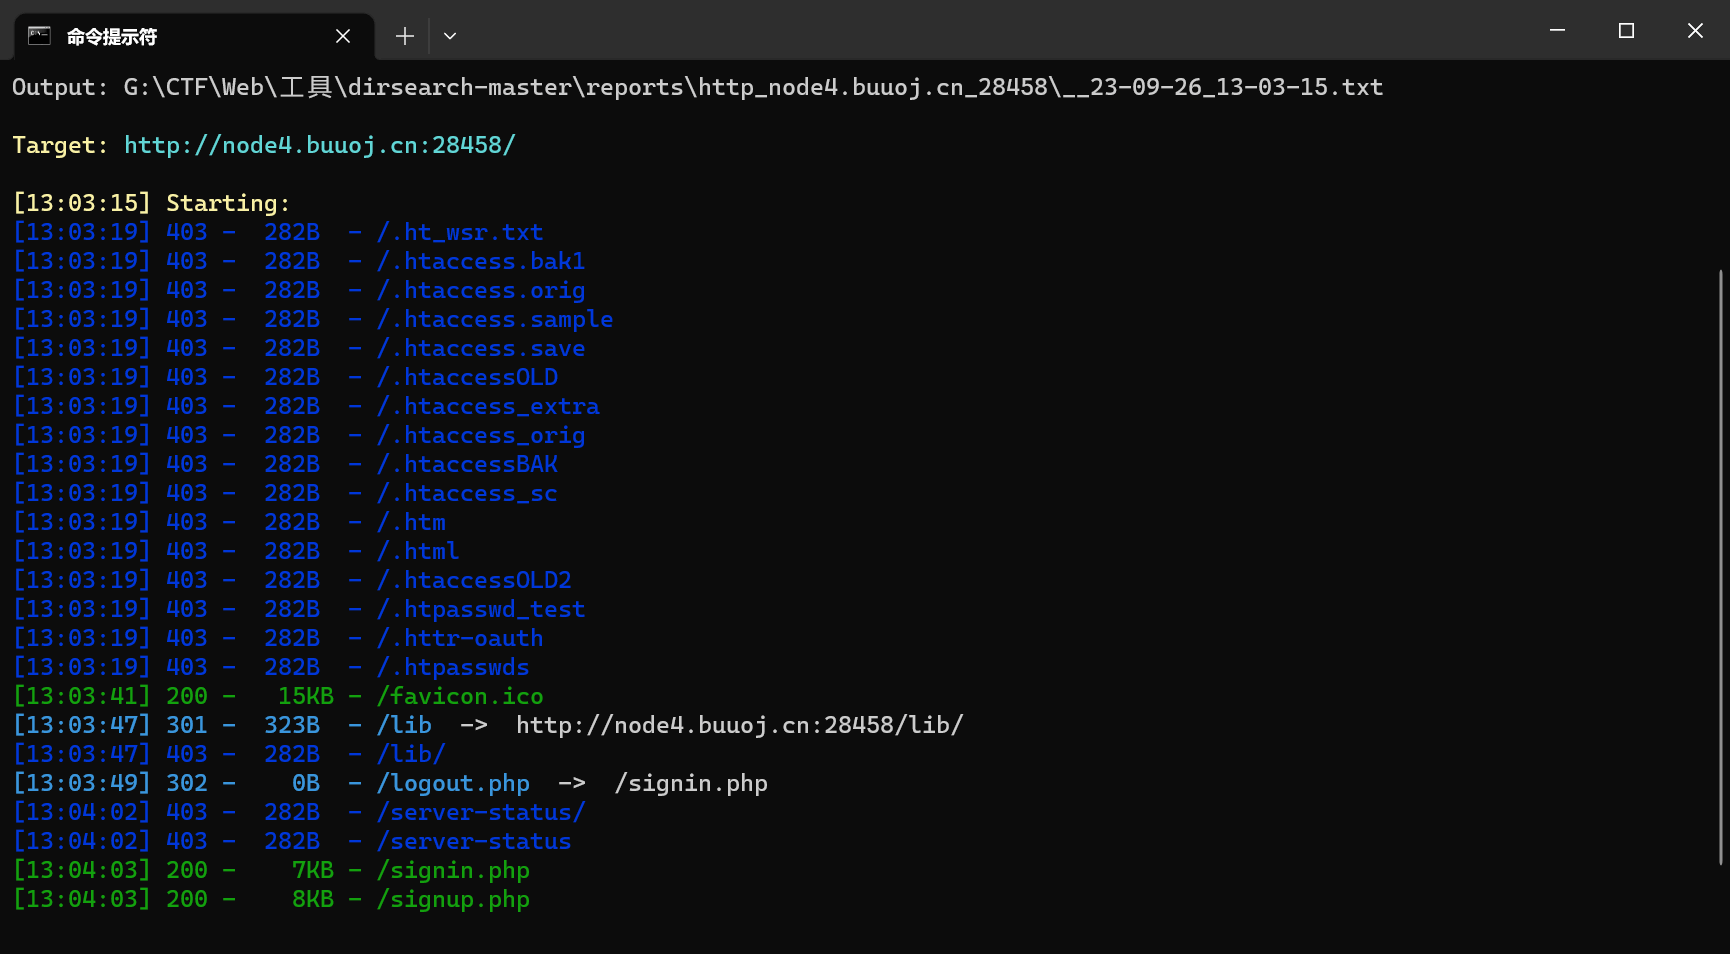 命令提示符
Output: G:\CTF\Web\工具\dirsearch-master\reports\http_node4.buuoj.cn_28458\__23-09-26_13-03-15.txt
Target: http://node4.buuoj.cn:28458/
[13:03:15] Starting:
[13:03:19] 403 -  282B  - /.ht_wsr.txt
[13:03:19] 403 -  282B  - /.htaccess.bak1
[13:03:19] 403 -  282B  - /.htaccess.orig
[13:03:19] 403 -  282B  - /.htaccess.sample
[13:03:19] 403 -  282B  - /.htaccess.save
[13:03:19] 403 -  282B  - /.htaccessOLD
[13:03:19] 403 -  282B  - /.htaccess_extra
[13:03:19] 403 -  282B  - /.htaccess_orig
[13:03:19] 403 -  282B  - /.htaccessBAK
[13:03:19] 403 -  282B  - /.htaccess_sc
[13:03:19] 403 -  282B  - /.htm
[13:03:19] 403 -  282B  - /.html
[13:03:19] 403 -  282B  - /.htaccessOLD2
[13:03:19] 403 -  282B  - /.htpasswd_test
[13:03:19] 403 -  282B  - /.httr-oauth
[13:03:19] 403 -  282B  - /.htpasswds
[13:03:41] 200 -   15KB - /favicon.ico
[13:03:47] 301 -  323B  - /lib  ->  http://node4.buuoj.cn:28458/lib/
[13:03:47] 403 -  282B  - /lib/
[13:03:49] 302 -    0B  - /logout.php  ->  /signin.php
[13:04:02] 403 -  282B  - /server-status/
[13:04:02] 403 -  282B  - /server-status
[13:04:03] 200 -    7KB - /signin.php
[13:04:03] 200 -    8KB - /signup.php